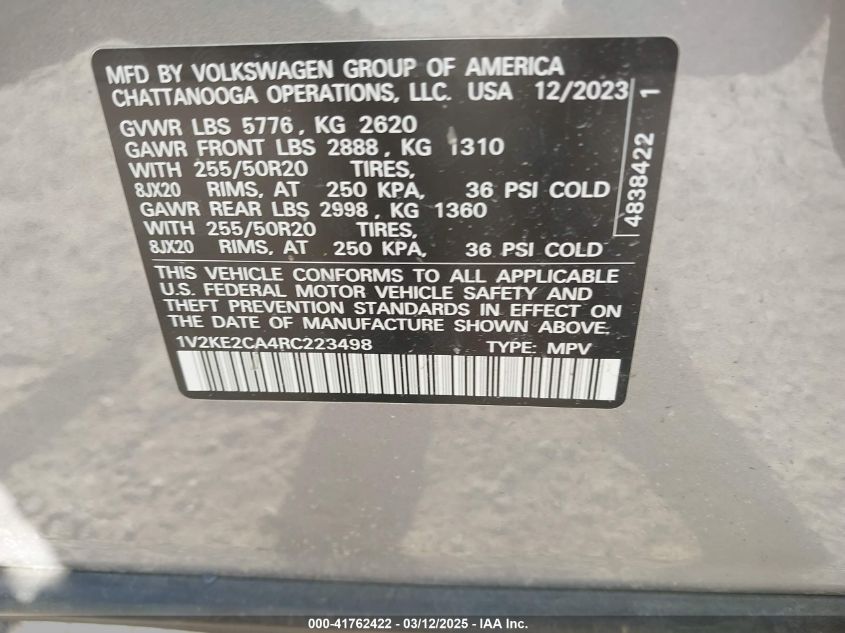 MFD BY VOLKSWAGEN GROUP OF AMERICA
CHATTANOOGA OPERATIONS, LLC. USA 12/2023
GVWR LBS 5776, KG 2620
GAWR FRONT LBS 2888, KG 1310
WITH 255/50R20 TIRES,
8JX20 RIMS, AT 250 KPA, 36 PSI COLD
GAWR REAR LBS 2998, KG 1360
WITH 255/50R20 TIRES,
8JX20 RIMS, AT 250 KPA, 36 PSI COLD
4838422 1
THIS VEHICLE CONFORMS TO ALL APPLICABLE
U.S. FEDERAL MOTOR VEHICLE SAFETY AND
THEFT PREVENTION STANDARDS IN EFFECT ON
THE DATE OF MANUFACTURE SHOWN ABOVE.
1V2KE2CA4RC223498 TYPE: MPV
000-41762422 - 03/12/2025 - IAA Inc.